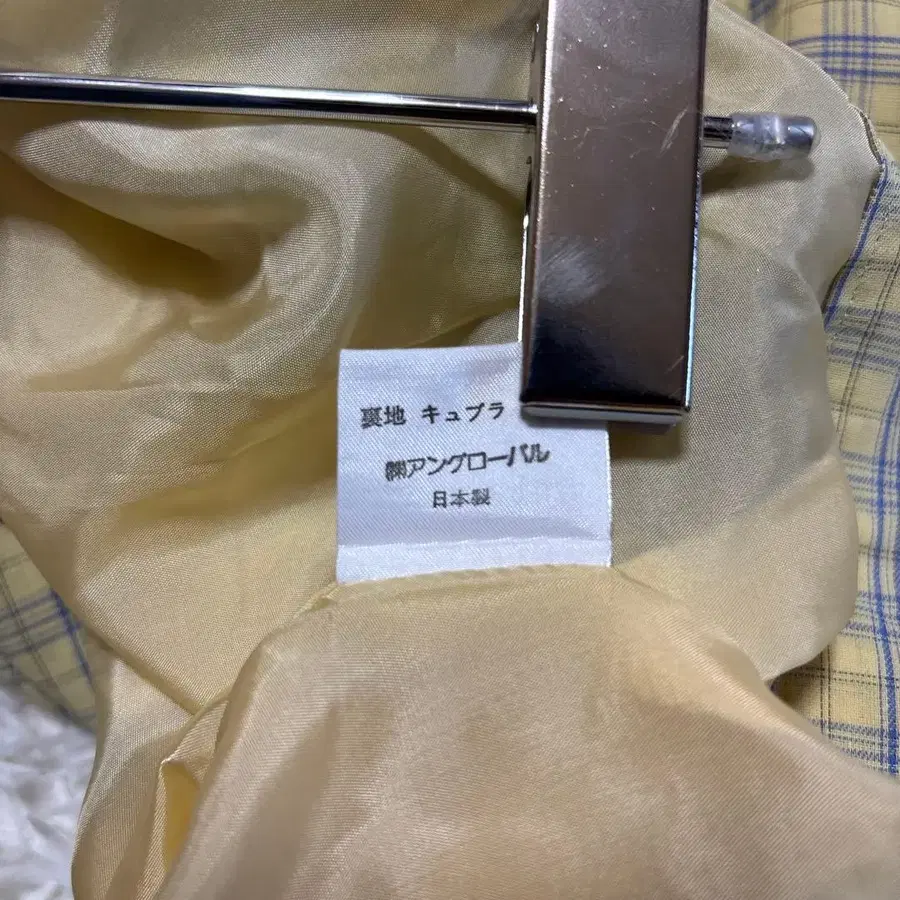 裏地 キュプラ
㈱アングローバル
日本製